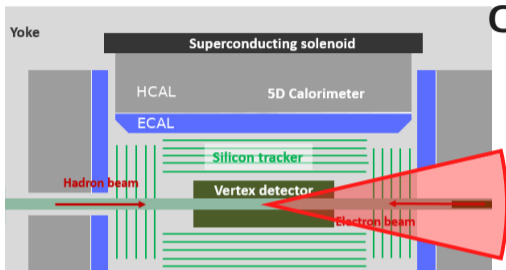 C
Yoke
Superconducting solenoid
HCAL
5D Calorimeter
ECAL
Silicon tracker
Hadron beam
Vertex detector
Electron beam